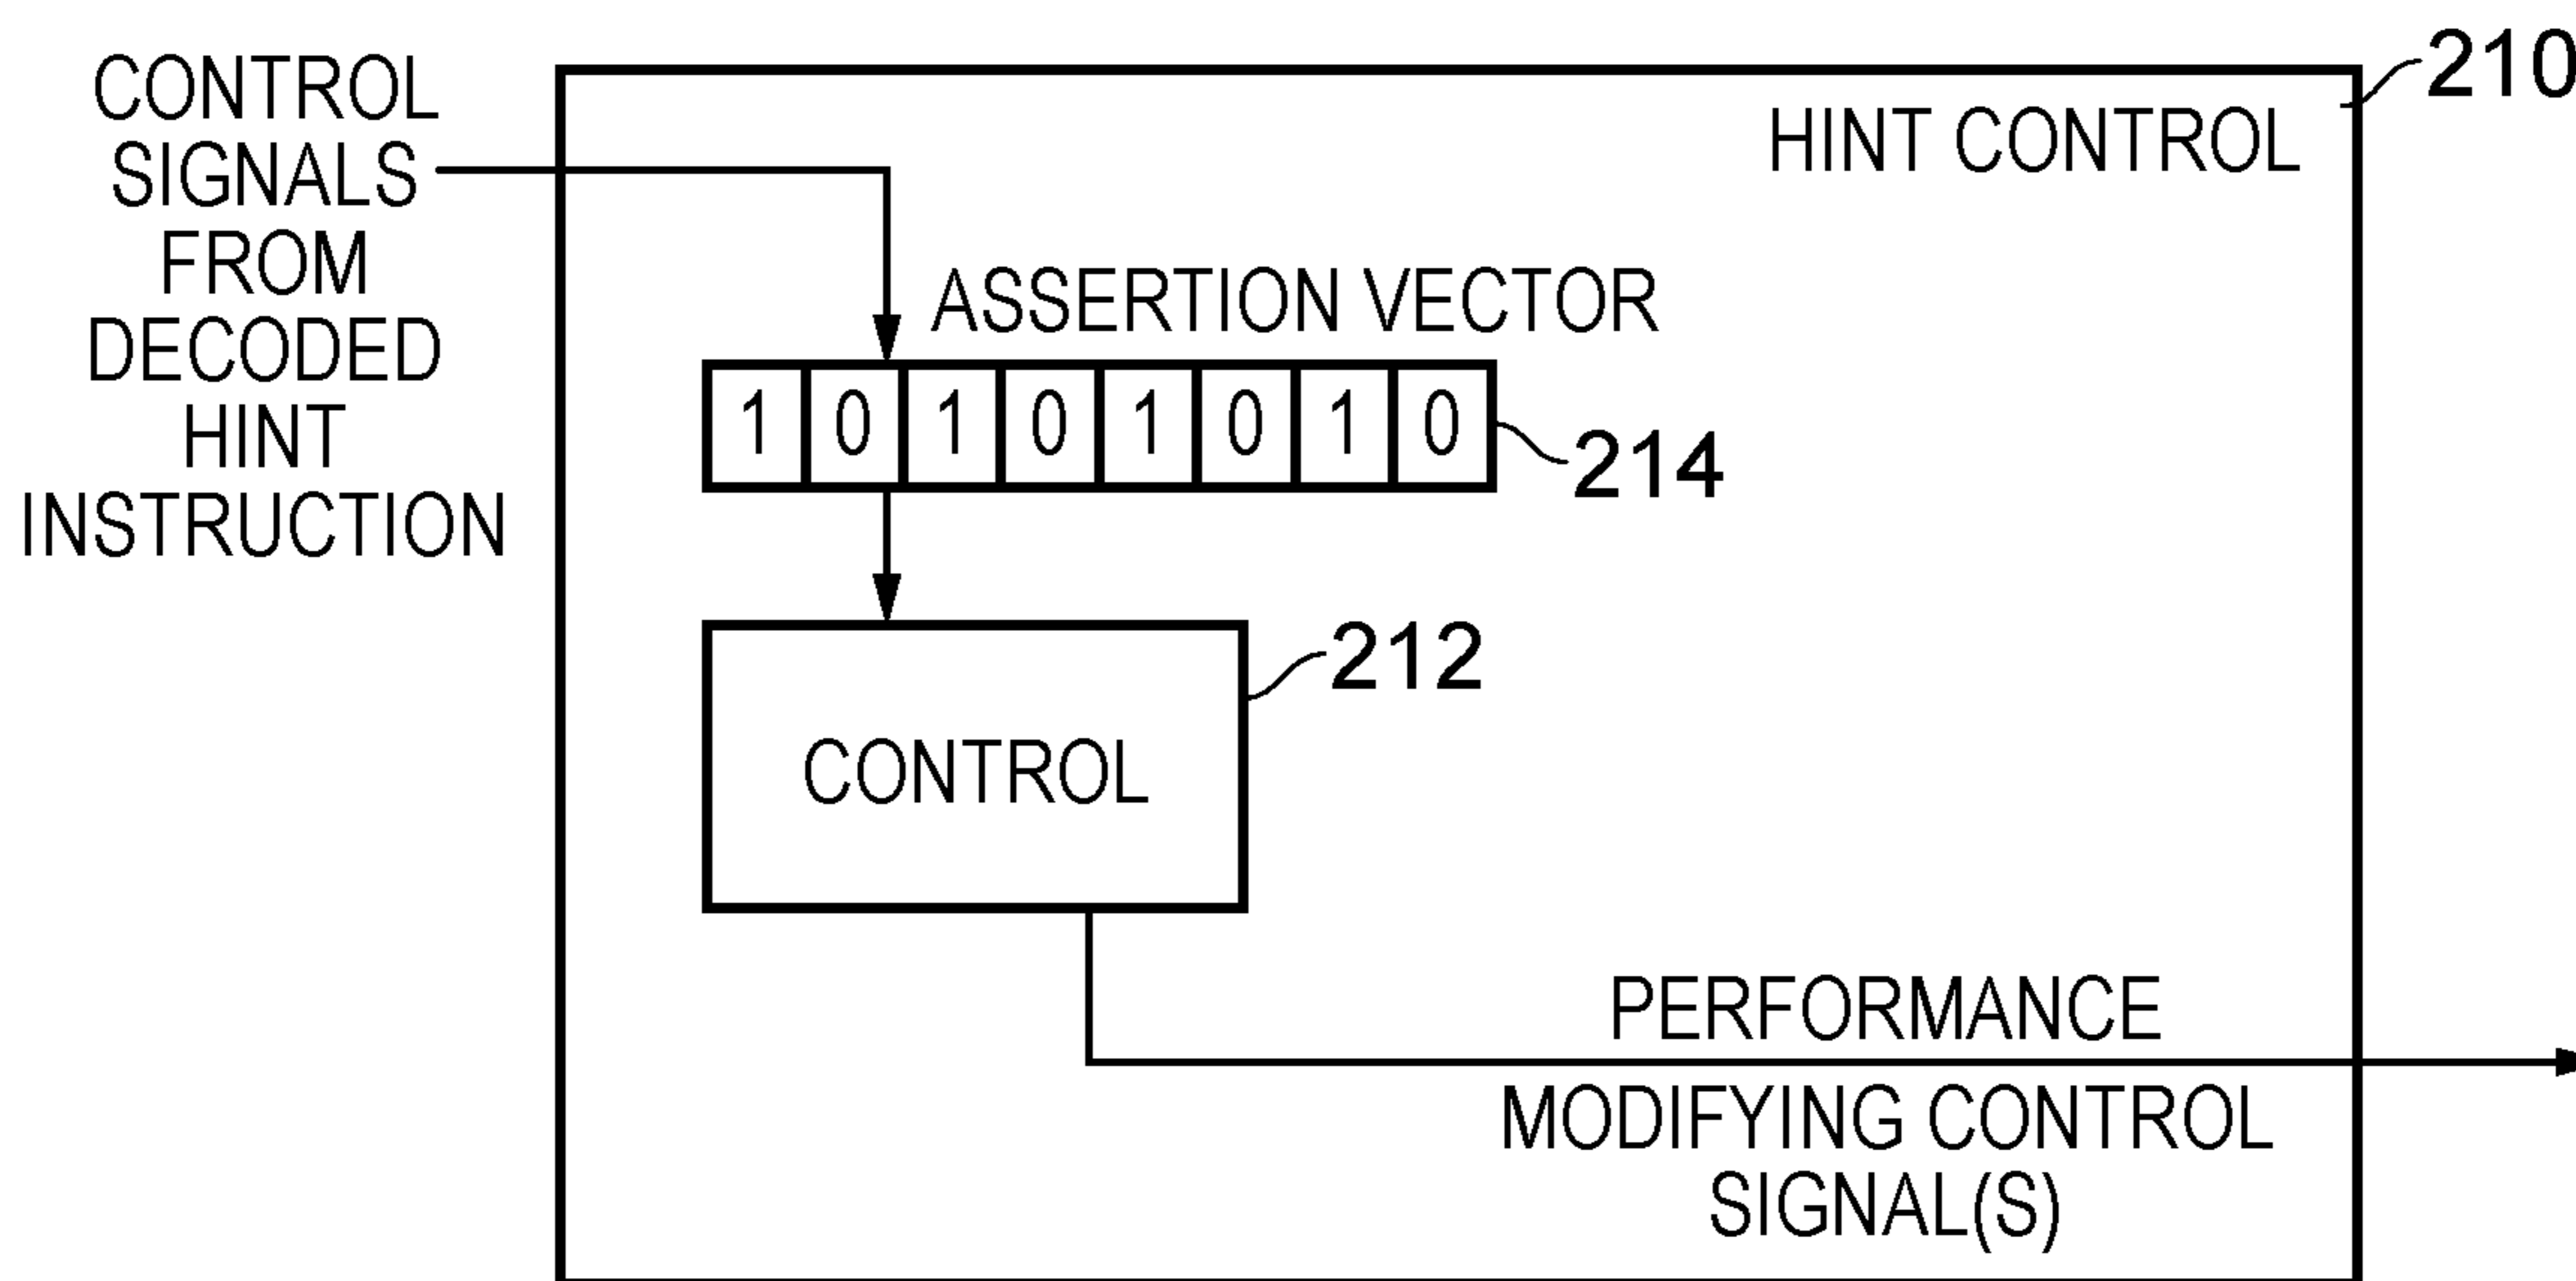 CONTROL
SIGNALS
FROM
DECODED
HINT
INSTRUCTION
210
HINT CONTROL
ASSERTION VECTOR
1 0 1 0 1 0 1 0
214
212
CONTROL
PERFORMANCE
MODIFYING CONTROL
SIGNAL(S)